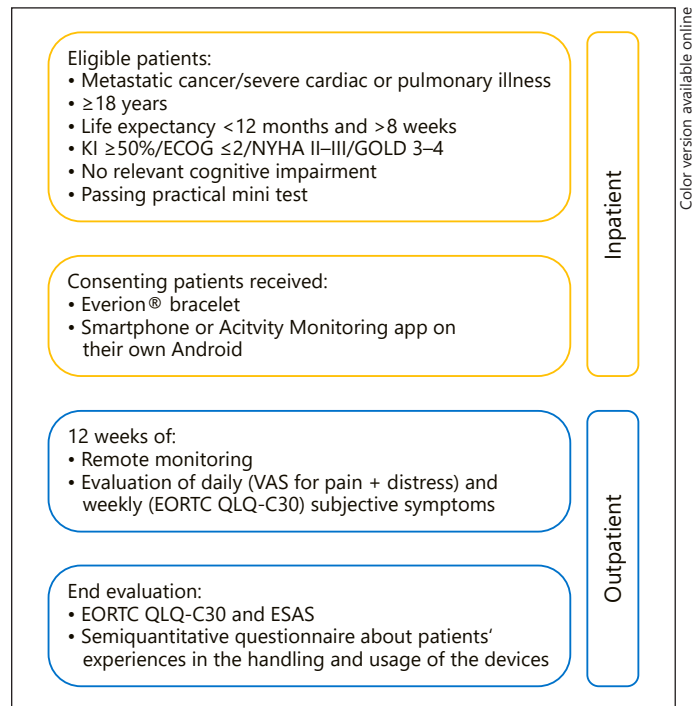 Eligible patients:
• Metastatic cancer/severe cardiac or pulmonary illness
• ≥18 years
• Life expectancy <12 months and >8 weeks
• KI ≥50%/ECOG ≤2/NYHA II–III/GOLD 3–4
• No relevant cognitive impairment
• Passing practical mini test
Consenting patients received:
• Everion® bracelet
• Smartphone or Acitvity Monitoring app on
their own Android
Inpatient
12 weeks of:
• Remote monitoring
• Evaluation of daily (VAS for pain + distress) and
weekly (EORTC QLQ-C30) subjective symptoms
End evaluation:
• EORTC QLQ-C30 and ESAS
• Semiquantitative questionnaire about patients‘
experiences in the handling and usage of the devices
Outpatient
Color version available online